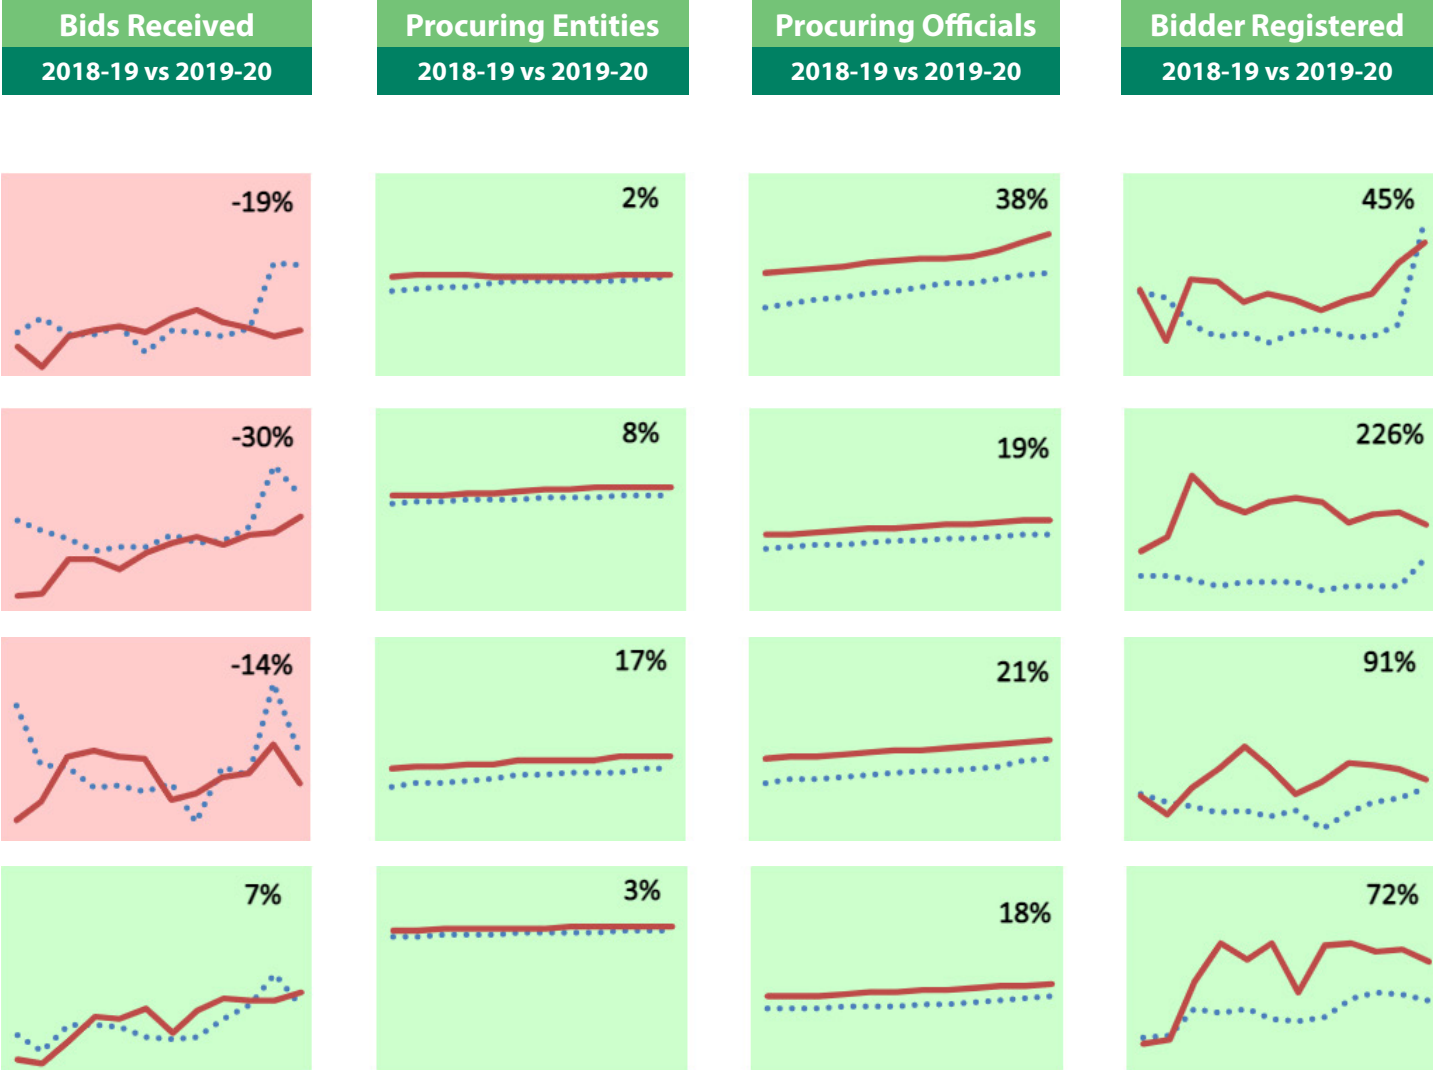 Bids Received
2018-19 vs 2019-20
Procuring Entities
2018-19 vs 2019-20
Procuring Officials
2018-19 vs 2019-20
Bidder Registered
2018-19 vs 2019-20
-19%
2%
38%
45%
-30%
8%
19%
226%
-14%
17%
21%
91%
7%
3%
18%
72%